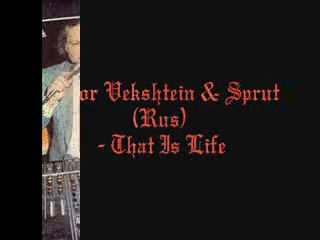 or Vekshtein & Sprut
(Rus)
- That Is Life